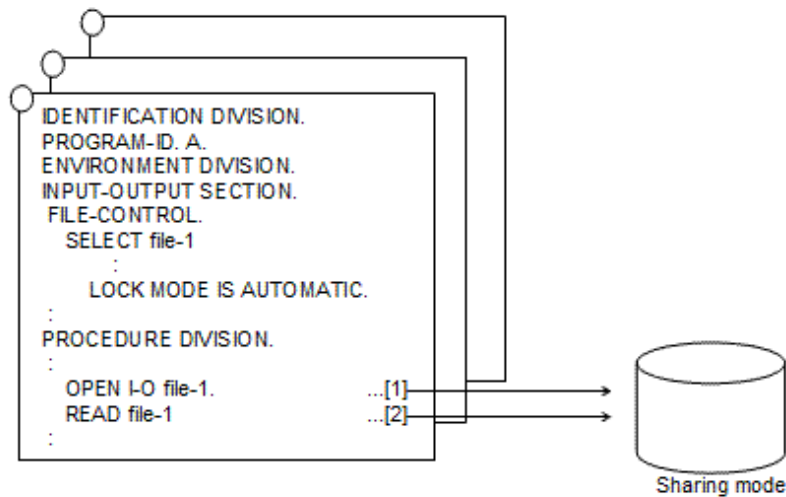 IDENTIFICATION DIVISION.
PROGRAM-ID. A.
ENVIRONMENT DIVISION.
INPUT-OUTPUT SECTION.
FILE-CONTROL.
SELECT file-1
:
LOCK MODE IS AUTOMATIC.
:
PROCEDURE DIVISION.
:
OPEN I-O file-1. ...[1]
READ file-1 ...[2]
:
Sharing mode